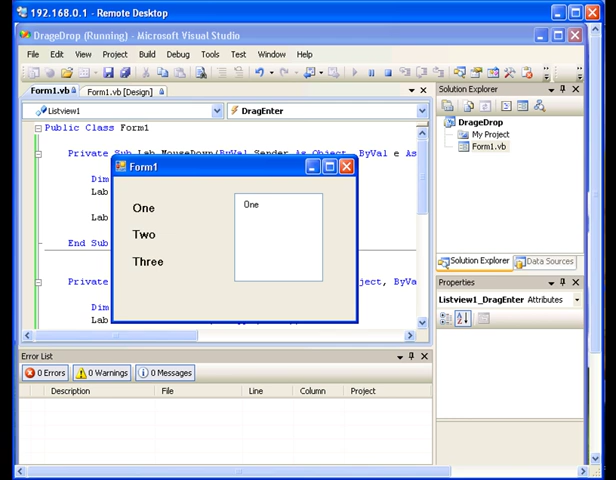 192.168.0.1 - Remote Desktop
DrageDrop (Running) - Microsoft Visual Studio
File Edit View Project Build Debug Tools Test Window Help
Form1.vb Form1.vb [Design]
Listview1 DragEnter
Public Class Form1
Private Sub Lab_MouseDown(ByVal Sender As Object, ByVal e As
Dim
Lab
Lab
End Sub
Private ject, ByVa
Dim
Lab
Form1
One
Two
Three
One
Solution Explorer
DrageDrop
My Project
Form1.vb
Solution Explorer Data Sources
Properties
Listview1_DragEnter Attributes
Error List
0 Errors 0 Warnings 0 Messages
Description File Line Column Project